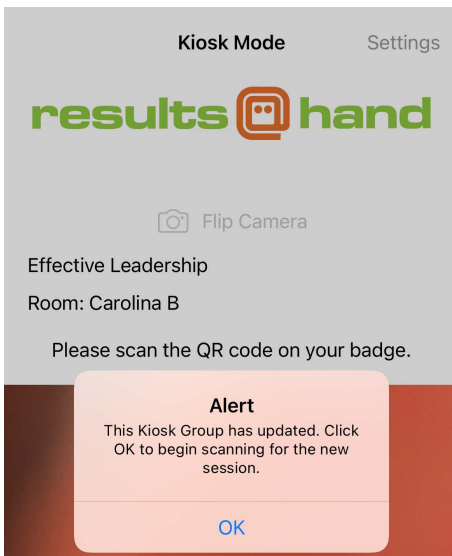 Kiosk Mode
Settings
results@hand
Flip Camera
Effective Leadership
Room: Carolina B
Please scan the QR code on your badge.
Alert
This Kiosk Group has updated. Click
OK to begin scanning for the new
session.
OK